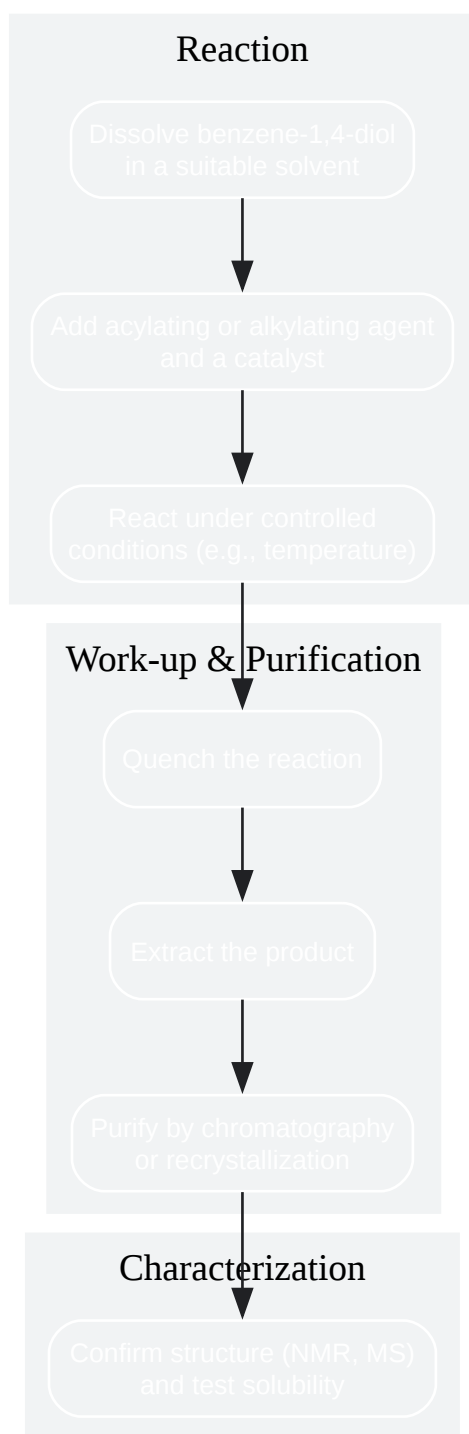 Reaction
Dissolve benzene-1,4-diol
in a suitable solvent
Add acylating or alkylating agent
and a catalyst
React under controlled
conditions (e.g., temperature)
Work-up & Purification
Quench the reaction
Extract the product
Purify by chromatography
or recrystallization
Characterization
Confirm structure (NMR, MS)
and test solubility